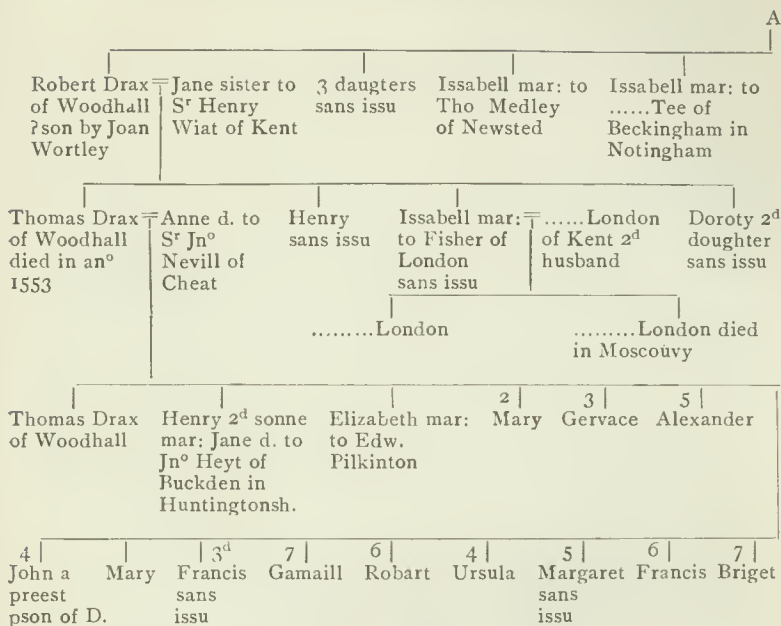 A
Robert Drax
of Woodhall
?son by Joan
Wortley
Jane sister to
Sr Henry
Wiat of Kent
3 daugters
sans issu
Issabell mar: to
Tho Medley
of Newsted
Issabell mar: to
......Tee of
Beckingham in
Notingham
Thomas Drax
of Woodhall
died in ano
1553
Anne d. to
Sr Jno
Nevill of
Cheat
Henry
sans issu
Issabell mar:
to Fisher of
London
sans issu
......London
of Kent 2d
husband
Doroty 2d
doughter
sans issu
.........London
.........London died
in Moscouvy
Thomas Drax
of Woodhall
Henry 2d sonne
mar: Jane d. to
Jno Heyt of
Buckden in
Huntingtonsh.
Elizabeth mar:
to Edw.
Pilkinton
2
Mary
3
Gervace
5
Alexander
4
John a
preest
pson of D.
Mary
3d
Francis
sans
issu
7
Gamaill
6
Robart
4
Ursula
5
Margaret
sans
issu
6
Francis
7
Briget